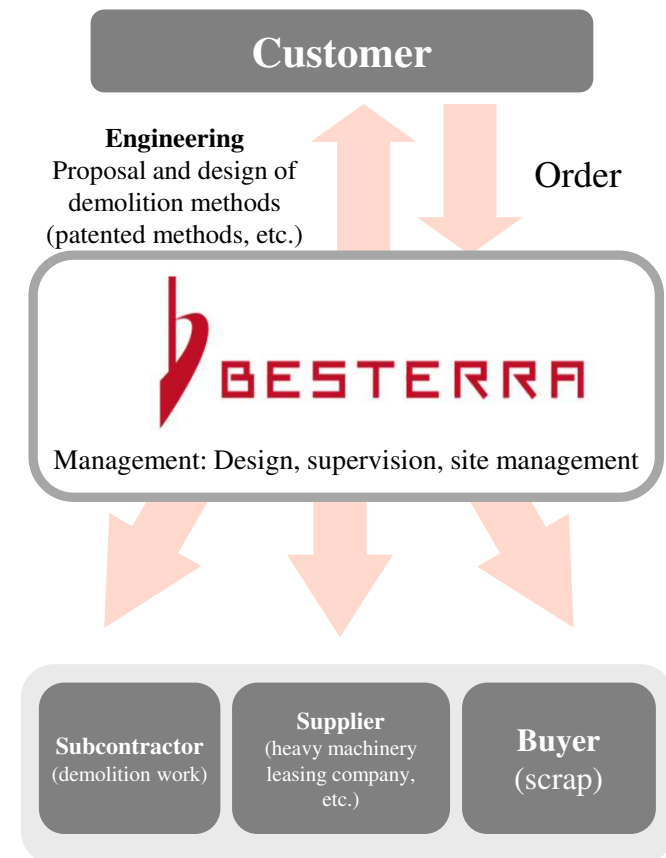 Customer
Engineering
Proposal and design of
demolition methods
(patented methods, etc.)
Order
BESTERRA
Management: Design, supervision, site management
Subcontractor
(demolition work)
Supplier
(heavy machinery
leasing company,
etc.)
Buyer
(scrap)